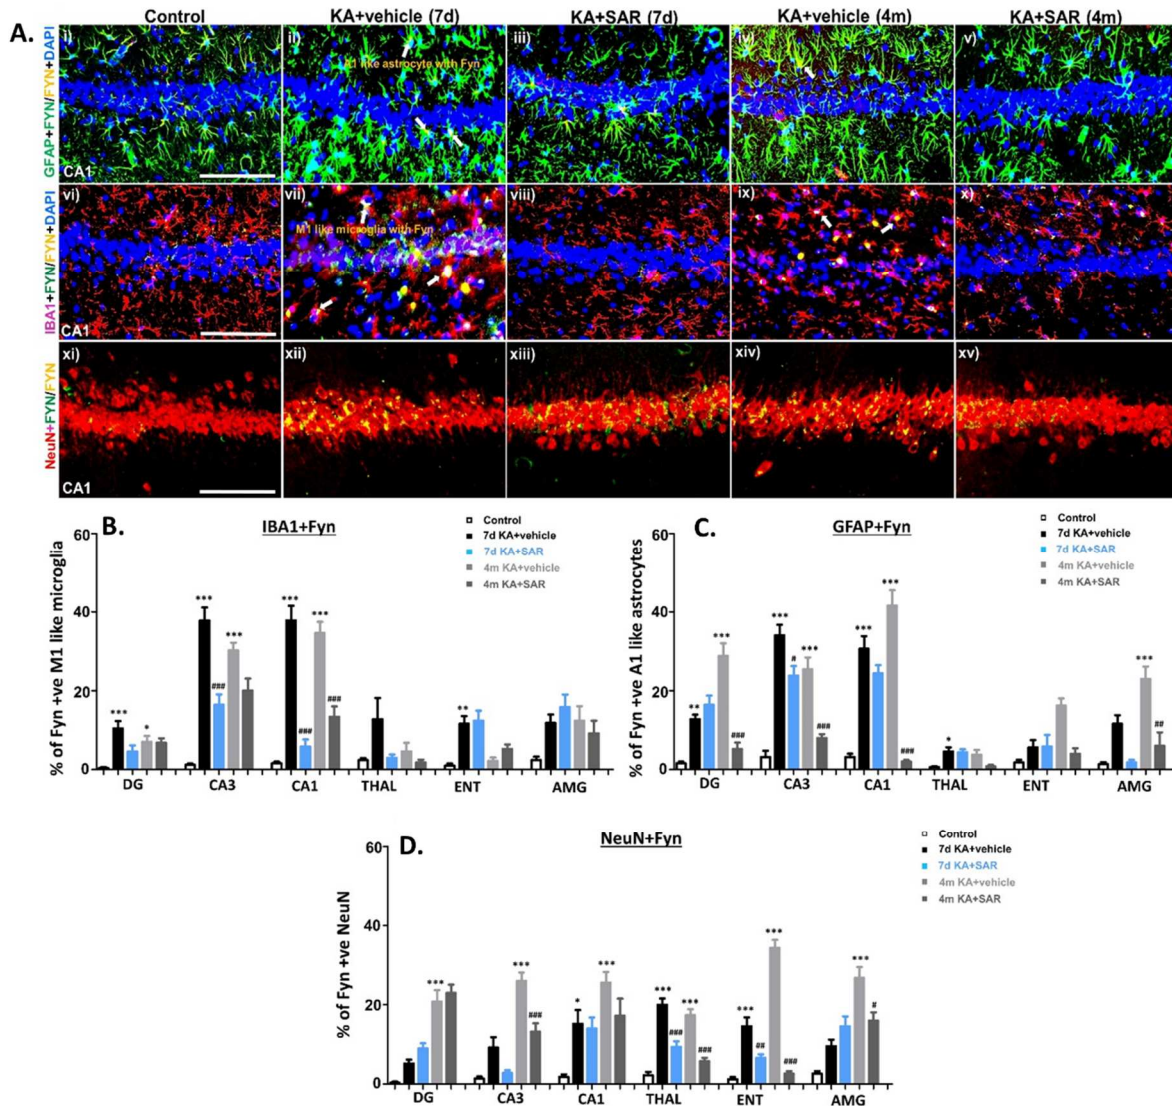 A.
Control
KA+vehicle (7d)
KA+SAR (7d)
KA+vehicle (4m)
KA+SAR (4m)
GFAP+FYN/FYN+DAPI
i)
CA1
ii)
A1 like astrocyte with Fyn
iii)
iv)
v)
IBA1+FYN/FYN+DAPI
vi)
CA1
vii)
M1 like microglia with Fyn
viii)
ix)
x)
NeuN+FYN/FYN
xi)
CA1
xii)
xiii)
xiv)
xv)
B.
IBA1+Fyn
% of Fyn +ve M1 like microglia
60
40
20
0
Control
7d KA+vehicle
7d KA+SAR
4m KA+vehicle
4m KA+SAR
***
***
###
***
*
***
***
###
###
**
DG
CA3
CA1
THAL
ENT
AMG
C.
GFAP+Fyn
% of Fyn +ve A1 like astrocytes
60
40
20
0
Control
7d KA+vehicle
7d KA+SAR
4m KA+vehicle
4m KA+SAR
**
***
###
***
#
***
###
***
***
###
*
***
##
DG
CA3
CA1
THAL
ENT
AMG
D.
NeuN+Fyn
% of Fyn +ve NeuN
60
40
20
0
Control
7d KA+vehicle
7d KA+SAR
4m KA+vehicle
4m KA+SAR
***
***
###
*
***
***
###
***
###
***
##
***
###
***
#
DG
CA3
CA1
THAL
ENT
AMG